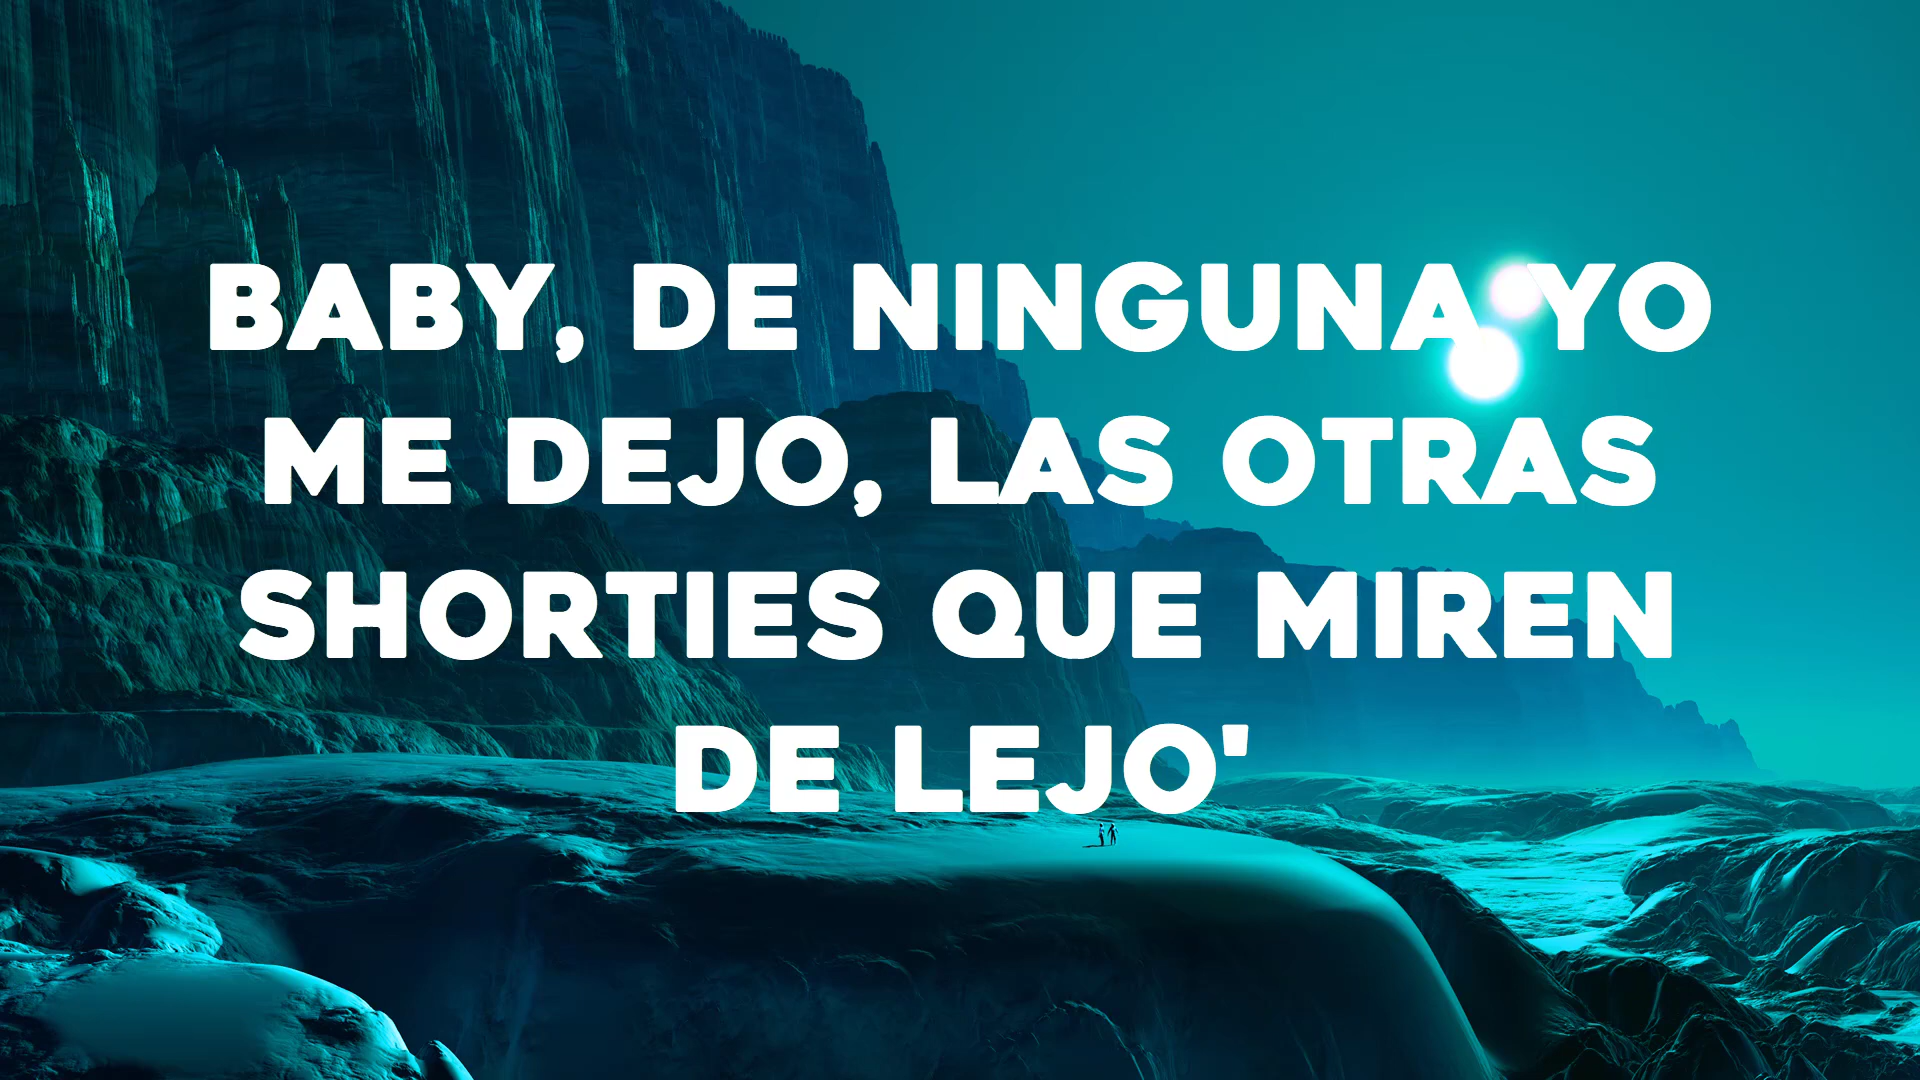 BABY, DE NINGUNA YO
ME DEJO, LAS OTRAS
SHORTIES QUE MIREN
DE LEJO'